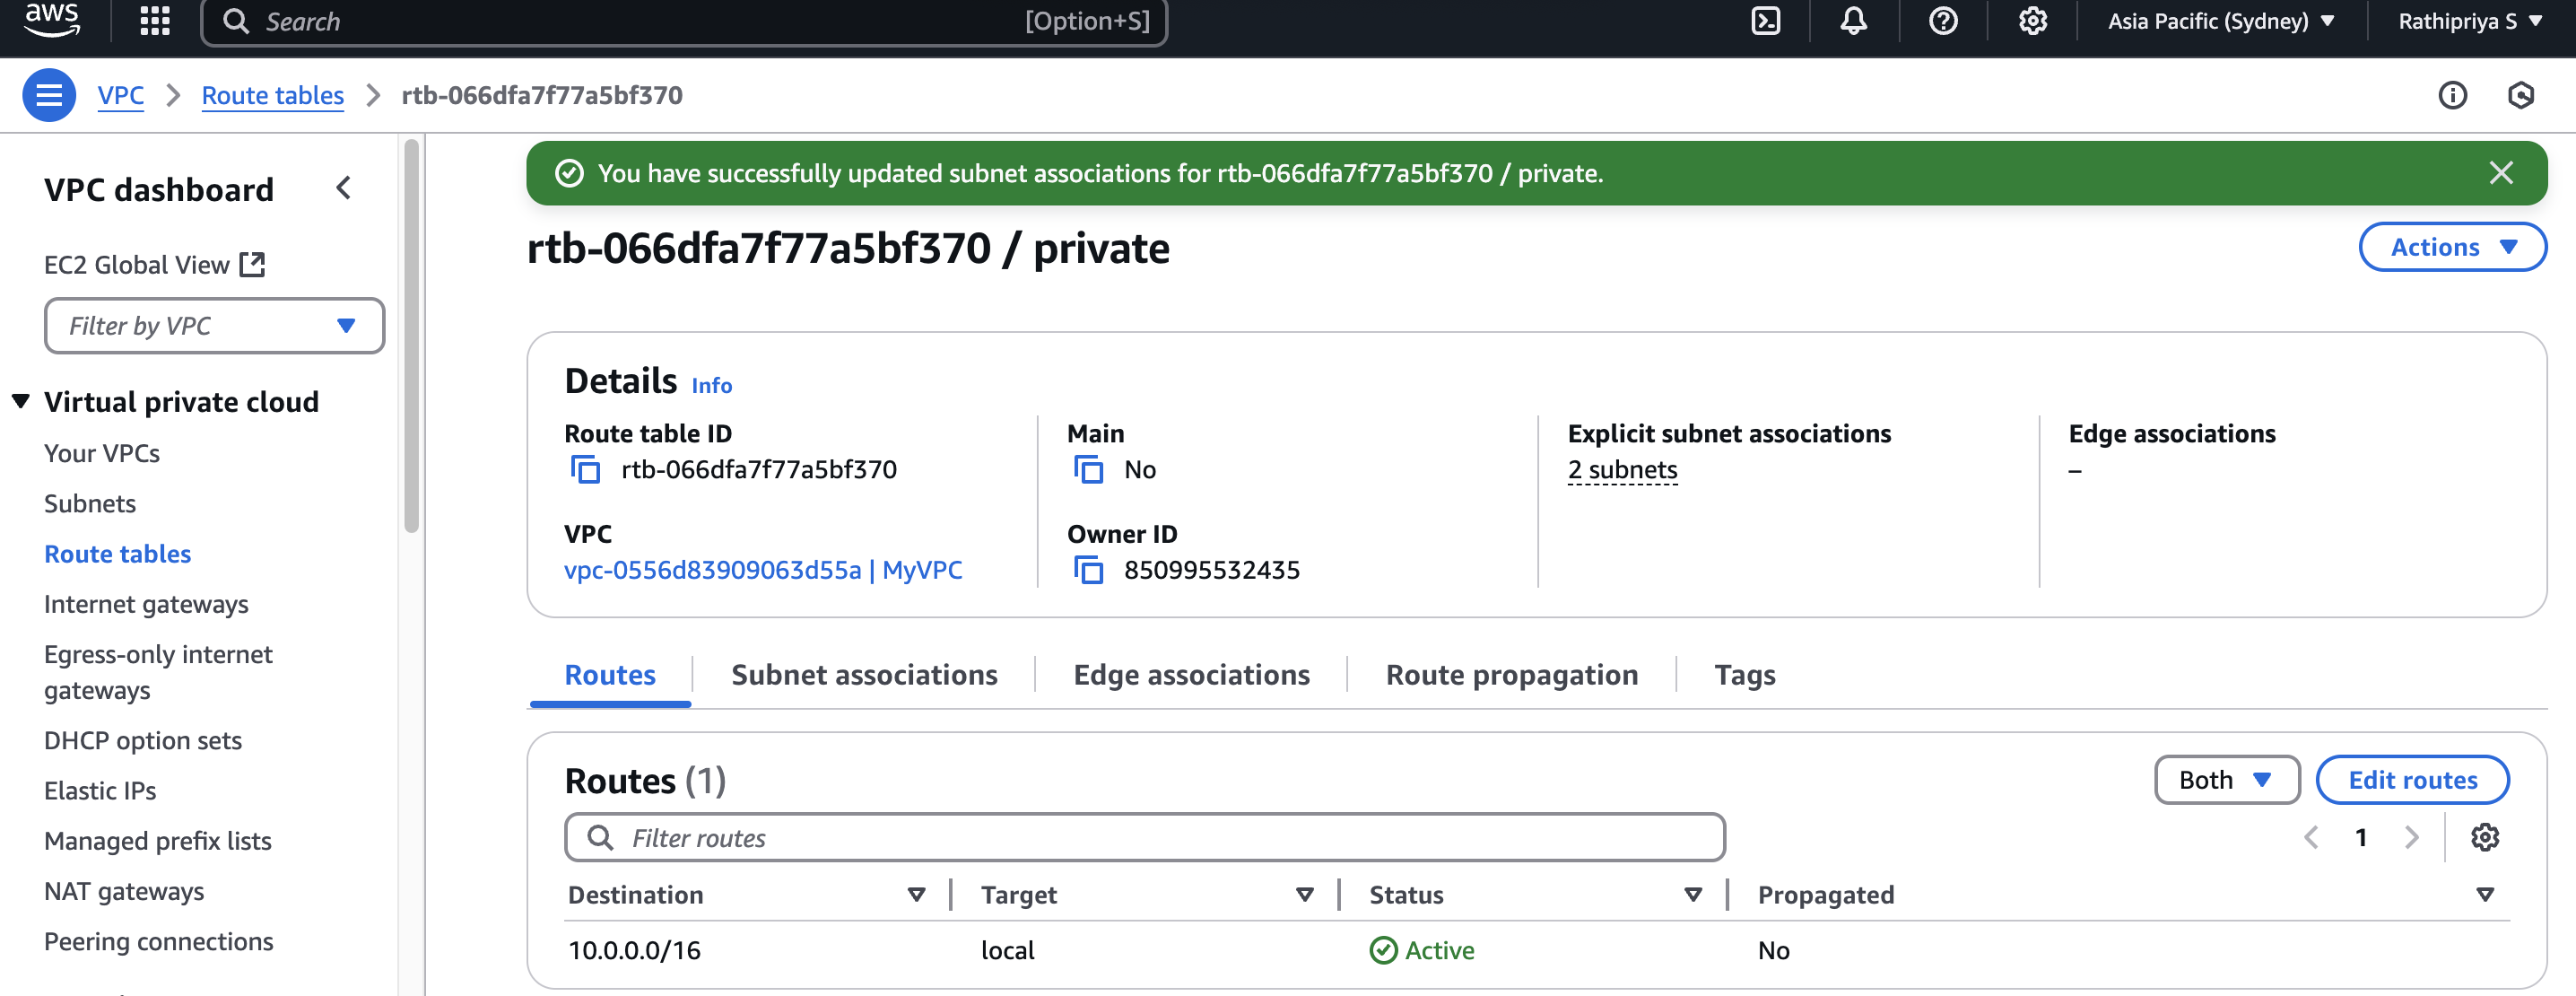 aws
Search [Option+S]
Asia Pacific (Sydney)
Rathipriya S
VPC
Route tables
rtb-066dfa7f77a5bf370
VPC dashboard
EC2 Global View
Filter by VPC
Virtual private cloud
Your VPCs
Subnets
Route tables
Internet gateways
Egress-only internet
gateways
DHCP option sets
Elastic IPs
Managed prefix lists
NAT gateways
Peering connections
You have successfully updated subnet associations for rtb-066dfa7f77a5bf370 / private.
rtb-066dfa7f77a5bf370 / private
Actions
Details Info
Route table ID
rtb-066dfa7f77a5bf370
Main
No
Explicit subnet associations
2 subnets
Edge associations
–
VPC
vpc-0556d83909063d55a | MyVPC
Owner ID
850995532435
Routes
Subnet associations
Edge associations
Route propagation
Tags
Routes (1)
Both
Edit routes
Filter routes
1
Destination Target Status Propagated
10.0.0.0/16 local Active No